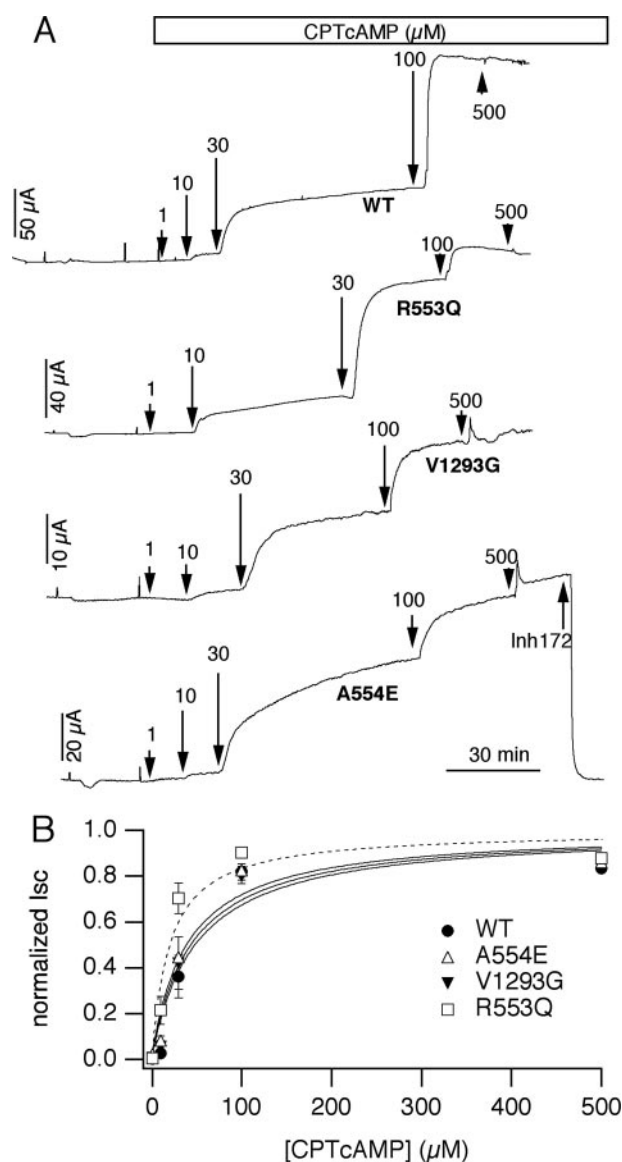 A
CPTcAMP (µM)
100
500
30
10
1
WT
50 µA
500
100
30
R553Q
10
1
40 µA
500
100
V1293G
30
1
10
10 µA
500
100
Inh172
30
10
A554E
1
20 µA
30 min
B
1.0
0.8
0.6
0.4
0.2
0.0
normalized Isc
WT
A554E
V1293G
R553Q
0
100
200
300
400
500
[CPTcAMP] (µM)